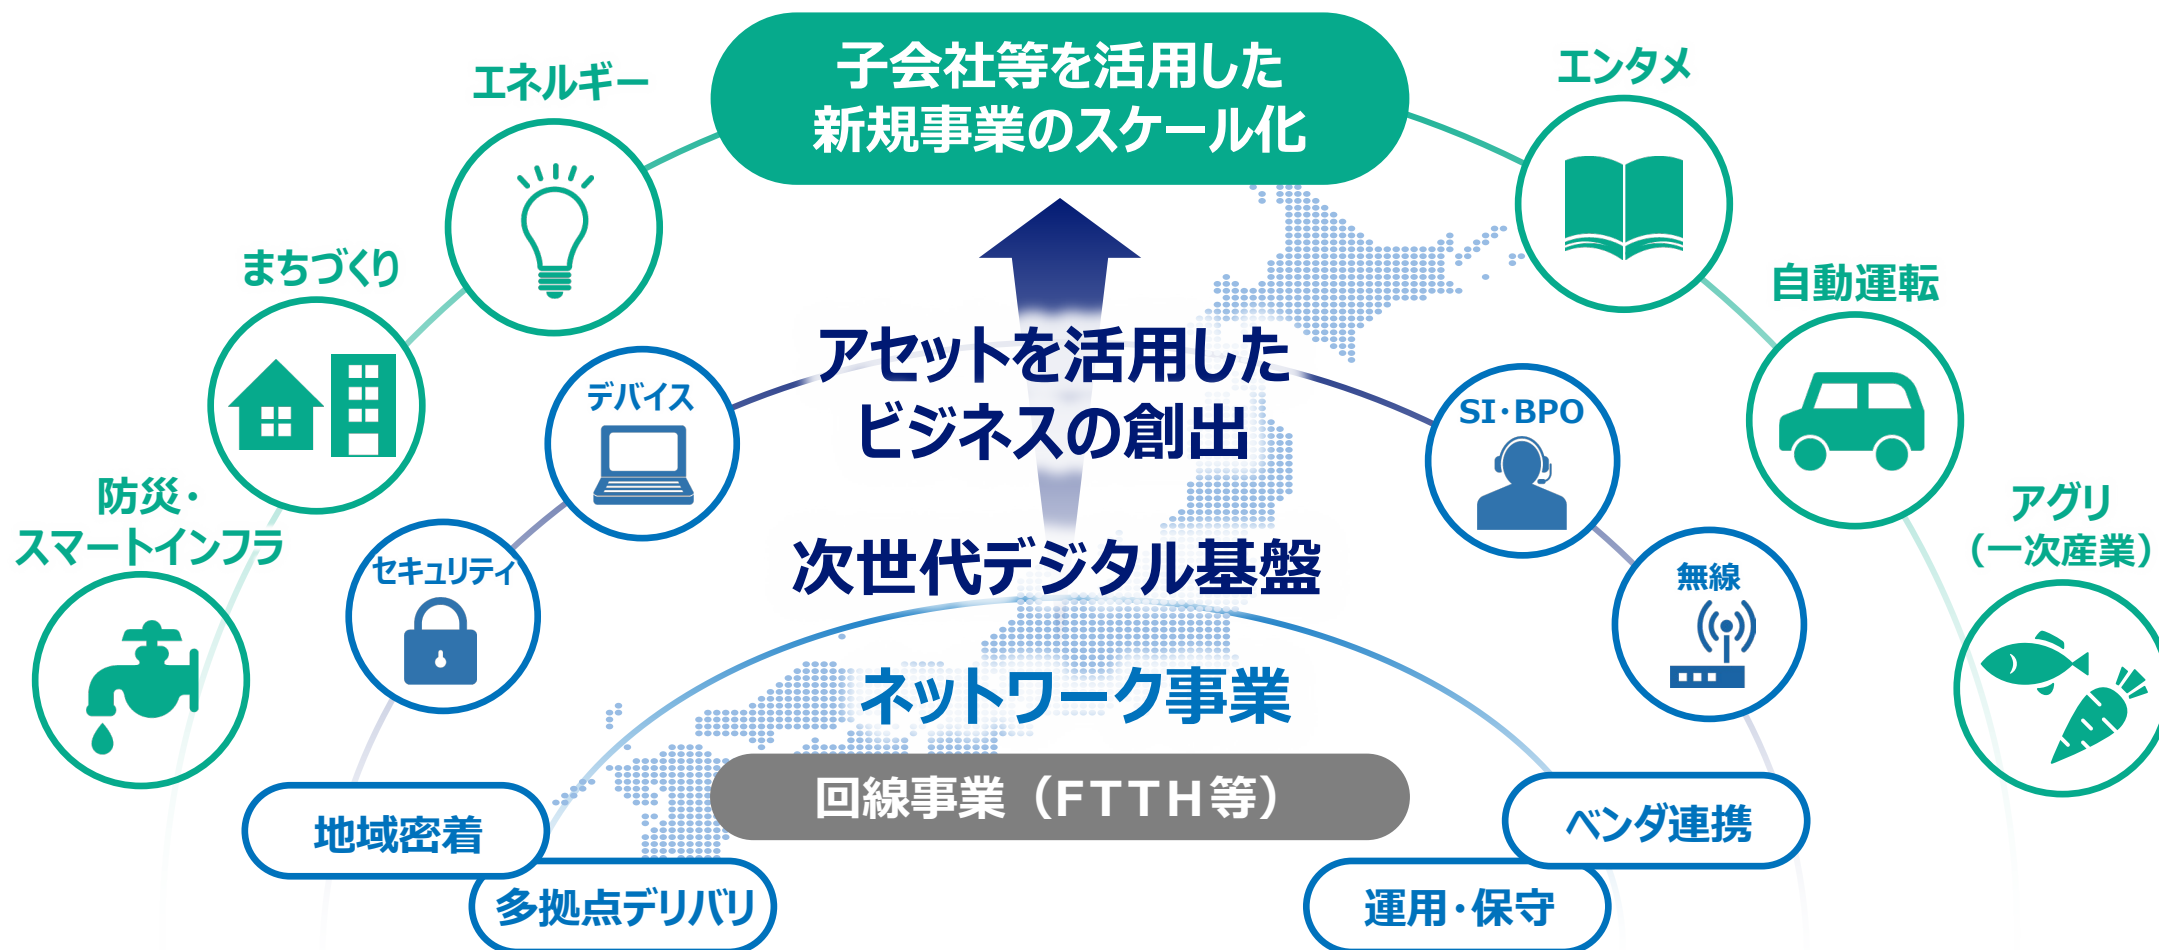 子会社等を活用した
新規事業のスケール化
エネルギー
エンタメ
まちづくり
自動運転
アセットを活用した
ビジネスの創出
デバイス
SI・BPO
防災・
スマートインフラ
アグリ
（一次産業）
セキュリティ
次世代デジタル基盤
無線
ネットワーク事業
回線事業（FTTH等）
地域密着
ベンダ連携
多拠点デリバリ
運用・保守